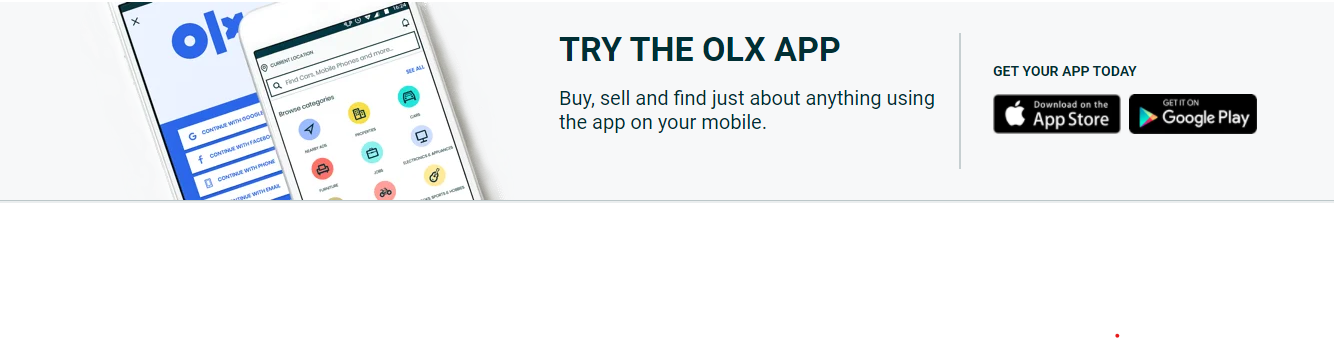 olx
CONTINUE WITH GOOGLE
CONTINUE WITH FACEBO
CONTINUE WITH PHONE
CONTINUE WITH EMAIL
16:24
CURRENT LOCATION
Find Cars, Mobile Phones and more...
Browse categories
SEE ALL
NEARBY ADS
PROPERTIES
CARS
FURNITURE
JOBS
ELECTRONICS & APPLIANCES
SPORTS & HOBBIES
TRY THE OLX APP
Buy, sell and find just about anything using
the app on your mobile.
GET YOUR APP TODAY
Download on the
App Store
GET IT ON
Google Play